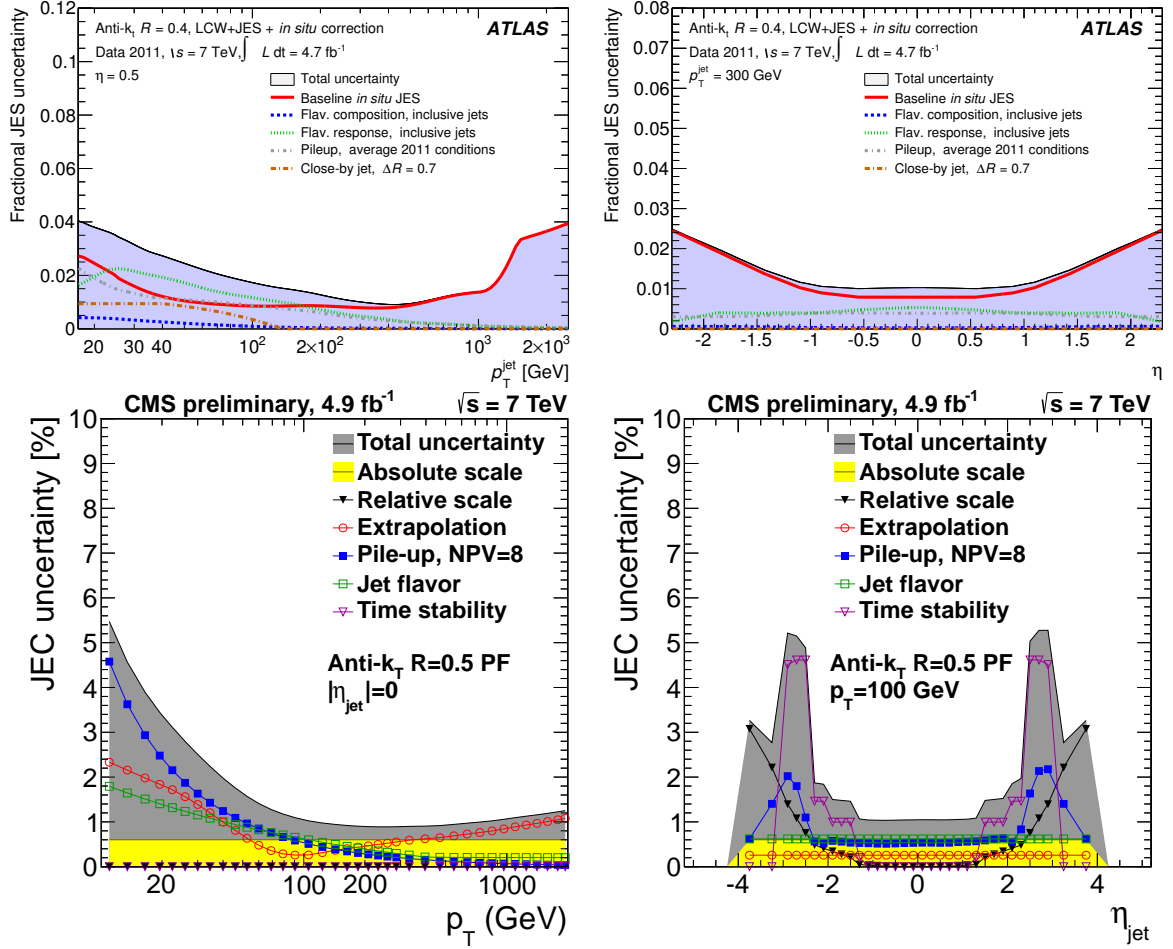 Anti-kt R = 0.4, LCW+JES + in situ correction
ATLAS
Data 2011, √s = 7 TeV, ∫ L dt = 4.7 fb-1
η = 0.5
Total uncertainty
Baseline in situ JES
Flav. composition, inclusive jets
Flav. response, inclusive jets
Pileup, average 2011 conditions
Close-by jet, ΔR = 0.7
Fractional JES uncertainty
0.12
0.1
0.08
0.06
0.04
0.02
0
20 30 40 10² 2×10² 10³ 2×10³
pTjet [GeV]
Anti-kt R = 0.4, LCW+JES + in situ correction
ATLAS
Data 2011, √s = 7 TeV, ∫ L dt = 4.7 fb-1
pTjet = 300 GeV
Total uncertainty
Baseline in situ JES
Flav. composition, inclusive jets
Flav. response, inclusive jets
Pileup, average 2011 conditions
Close-by jet, ΔR = 0.7
Fractional JES uncertainty
0.08
0.07
0.06
0.05
0.04
0.03
0.02
0.01
0
-2 -1.5 -1 -0.5 0 0.5 1 1.5 2
η
CMS preliminary, 4.9 fb-1 √s = 7 TeV
Total uncertainty
Absolute scale
Relative scale
Extrapolation
Pile-up, NPV=8
Jet flavor
Time stability
Anti-kT R=0.5 PF
|ηjet|=0
JEC uncertainty [%]
10
9
8
7
6
5
4
3
2
1
0
20 100 200 1000
pT (GeV)
CMS preliminary, 4.9 fb-1 √s = 7 TeV
Total uncertainty
Absolute scale
Relative scale
Extrapolation
Pile-up, NPV=8
Jet flavor
Time stability
Anti-kT R=0.5 PF
pT=100 GeV
JEC uncertainty [%]
10
9
8
7
6
5
4
3
2
1
0
-4 -2 0 2 4
ηjet